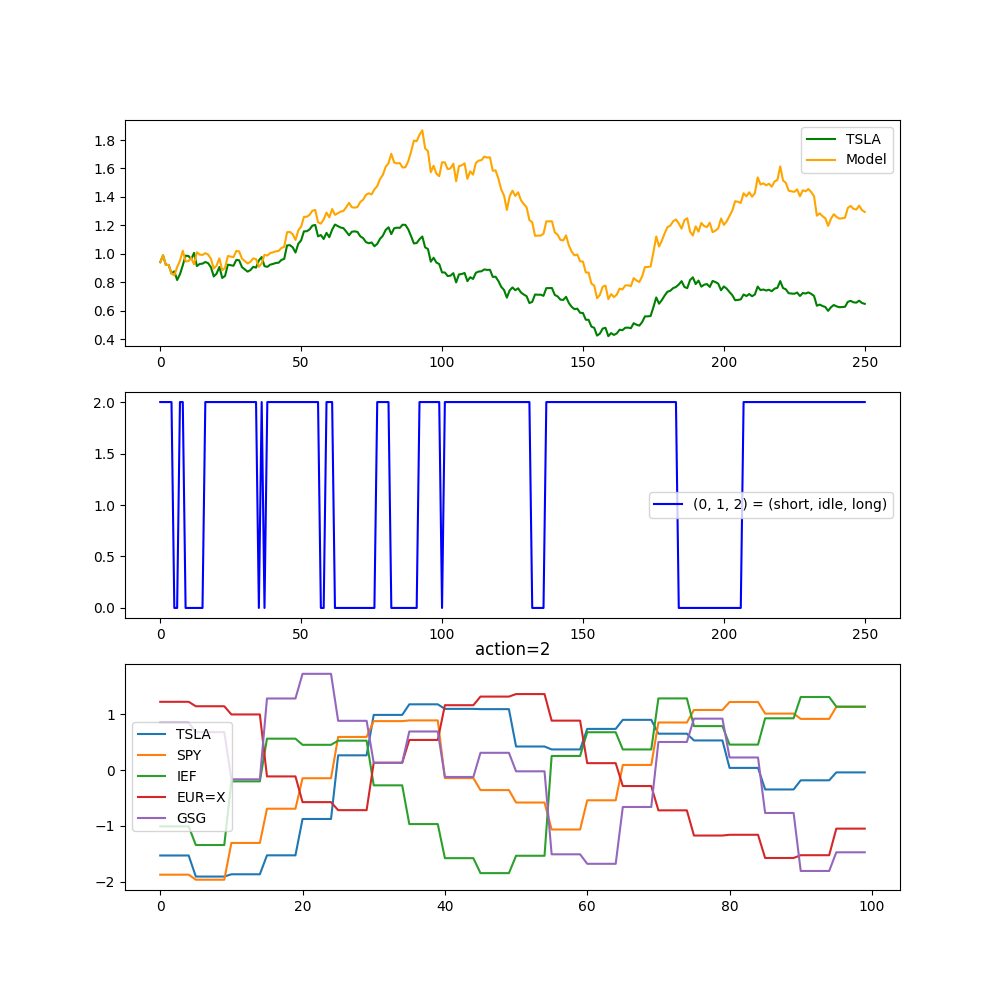 1.8
1.6
1.4
1.2
1.0
0.8
0.6
0.4
TSLA
Model
0 50 100 150 200 250
2.0
1.5
1.0
0.5
0.0
(0, 1, 2) = (short, idle, long)
0 50 100 150 200 250
action=2
1
0
−1
−2
TSLA
SPY
IEF
EUR=X
GSG
0 20 40 60 80 100